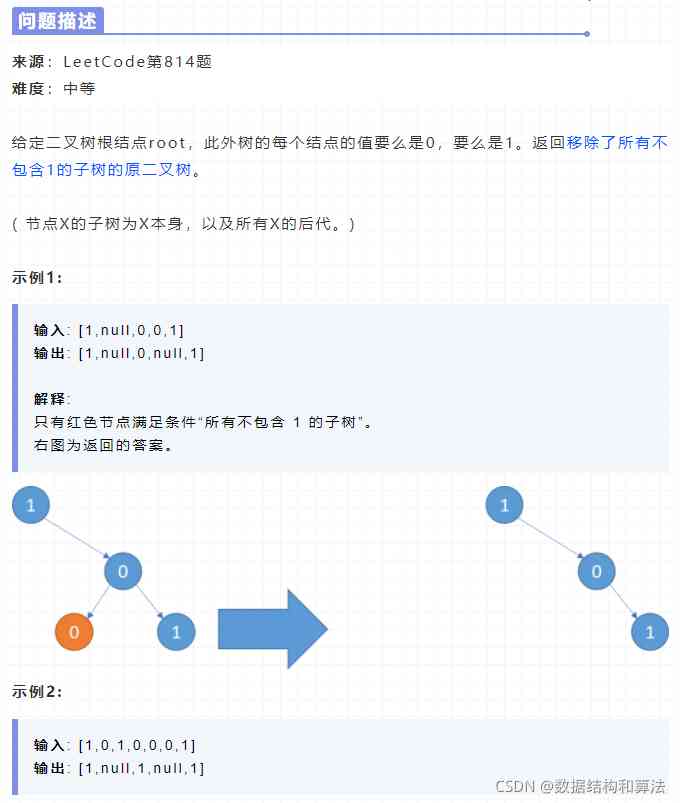 问题描述
来源：LeetCode第814题
难度：中等
给定二叉树根结点root，此外树的每个结点的值要么是0，要么是1。返回移除了所有不
包含1的子树的原二叉树。
( 节点X的子树为X本身，以及所有X的后代。)
示例1：
输入: [1,null,0,0,1]
输出: [1,null,0,null,1]
解释:
只有红色节点满足条件“所有不包含 1 的子树”。
右图为返回的答案。
1
1
0
0
0
1
1
示例2：
输入: [1,0,1,0,0,0,1]
输出: [1,null,1,null,1]
CSDN @数据结构和算法